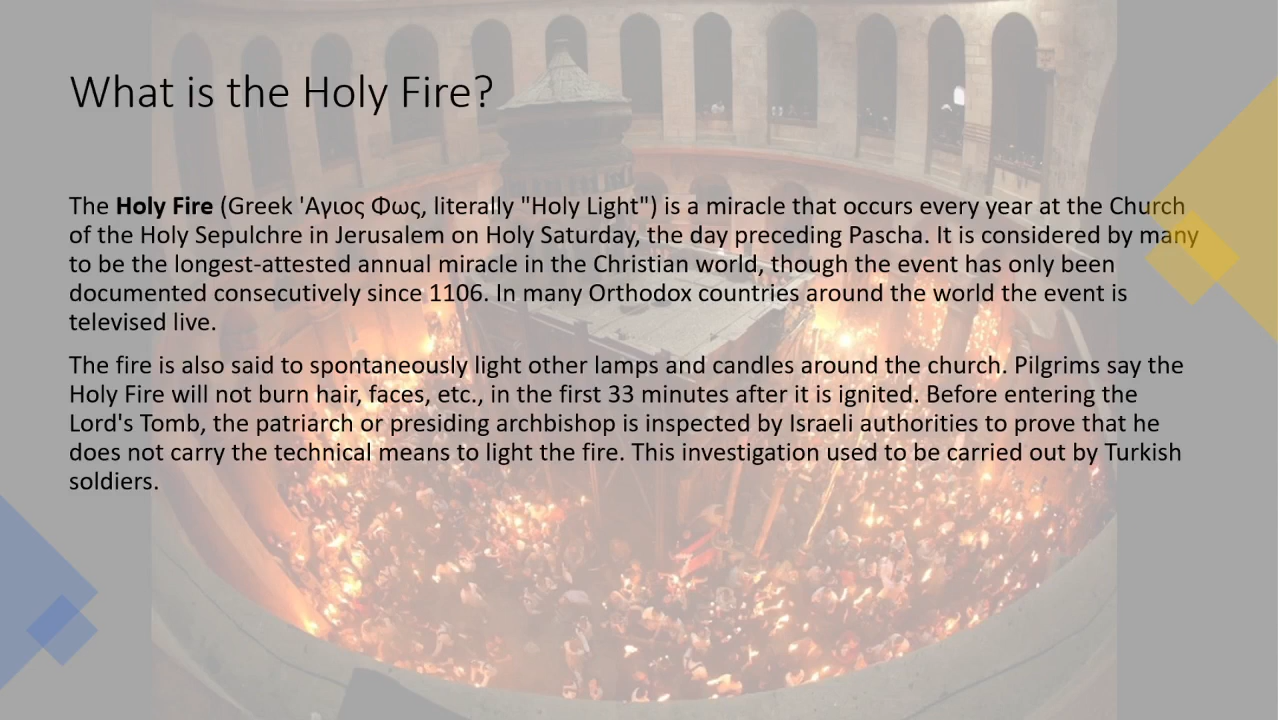 What is the Holy Fire?
The Holy Fire (Greek 'Αγιος Φως, literally "Holy Light") is a miracle that occurs every year at the Church
of the Holy Sepulchre in Jerusalem on Holy Saturday, the day preceding Pascha. It is considered by many
to be the longest-attested annual miracle in the Christian world, though the event has only been
documented consecutively since 1106. In many Orthodox countries around the world the event is
televised live.
The fire is also said to spontaneously light other lamps and candles around the church. Pilgrims say the
Holy Fire will not burn hair, faces, etc., in the first 33 minutes after it is ignited. Before entering the
Lord's Tomb, the patriarch or presiding archbishop is inspected by Israeli authorities to prove that he
does not carry the technical means to light the fire. This investigation used to be carried out by Turkish
soldiers.